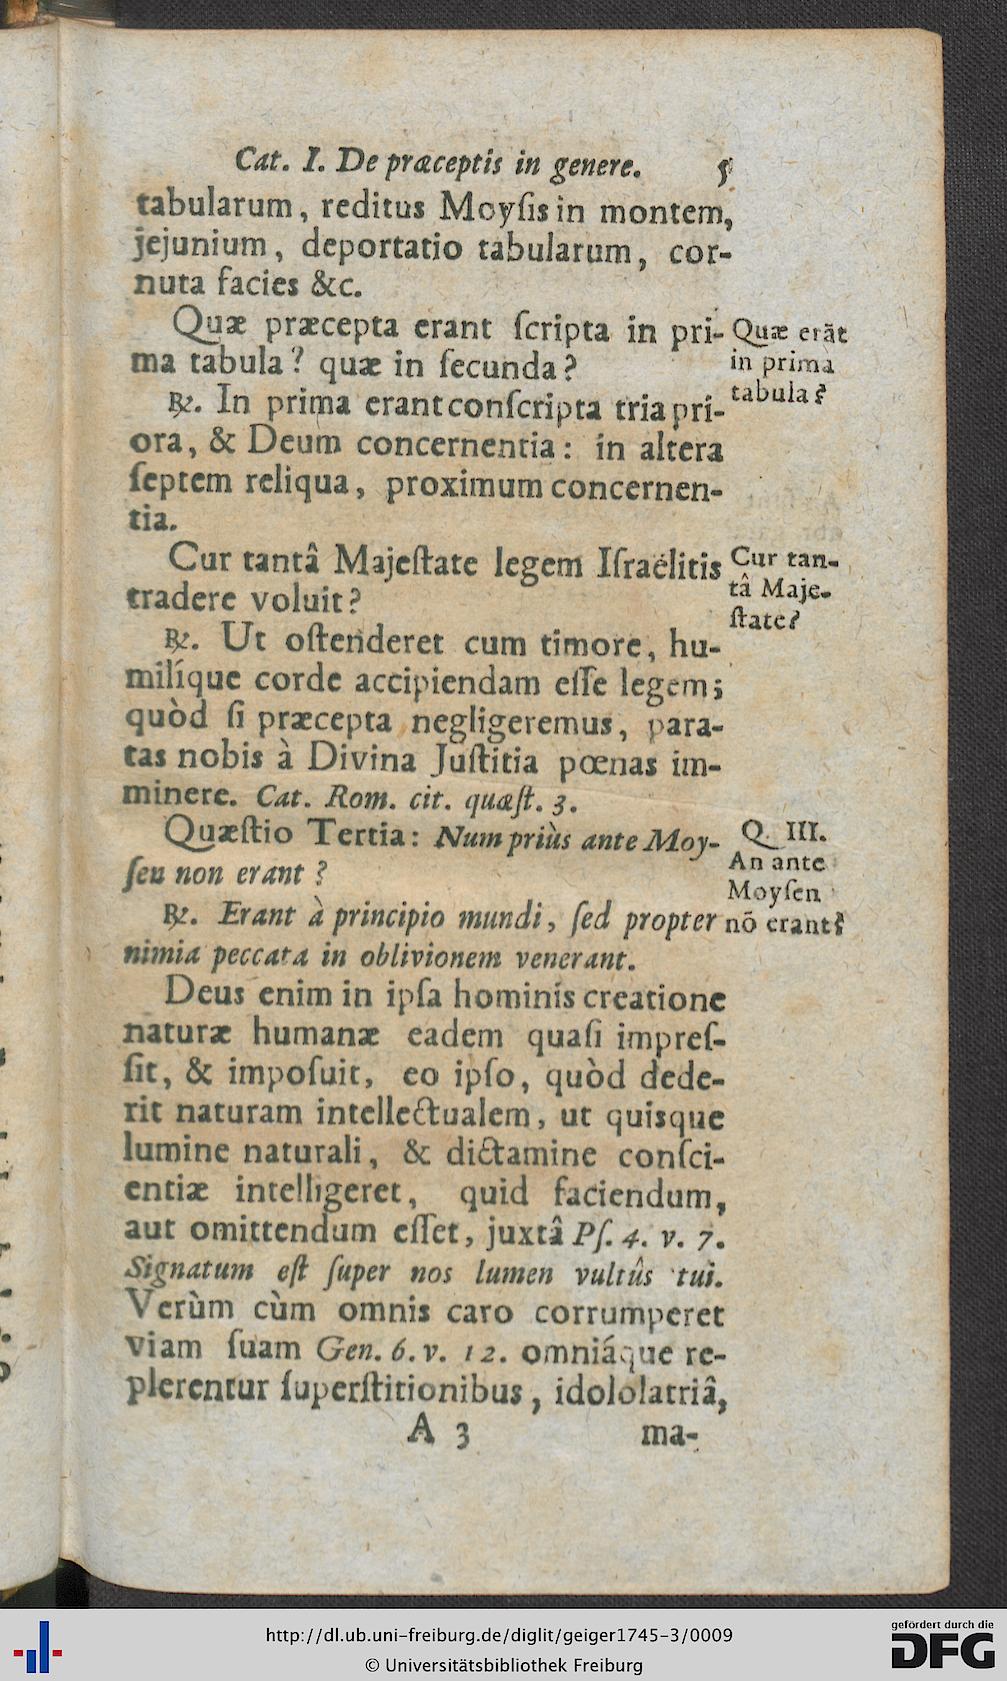 Cat. I. De præceptis in genere. 5
tabularum, reditus Moyſis in montem,
jejunium, deportatio tabularum, cor-
nuta facies &c.
Quæ præcepta erant ſcripta in pri-
ma tabula? quæ in ſecunda?
Quæ erãt
in prima
tabula?
℞. In prima erant conſcripta tria pri-
ora, & Deum concernentia: in altera
ſeptem reliqua, proximum concernen-
tia.
Cur tantâ Majeſtate legem Iſraëlitis
tradere voluit?
Cur tan-
tâ Maje-
ſtate?
℞. Ut oſtenderet cum timore, hu-
milíque corde accipiendam eſſe legem;
quòd ſi præcepta negligeremus, para-
tas nobis à Divina Juſtitia pœnas im-
minere. Cat. Rom. cit. quæſt. 3.
Quæſtio Tertia: Num priùs ante Moy-
ſen non erant?
Q. III.
An ante
Moyſen
nõ erant?
℞. Erant à principio mundi, ſed propter
nimia peccata in oblivionem venerant.
Deus enim in ipſa hominis creatione
naturæ humanæ eadem quaſi impreſ-
ſit, & impoſuit, eo ipſo, quòd dede-
rit naturam intellectualem, ut quisque
lumine naturali, & dictamine conſci-
entiæ intelligeret, quid faciendum,
aut omittendum eſſet, juxtâ Pſ. 4. v. 7.
Signatum eſt ſuper nos lumen vultûs tui.
Verùm cùm omnis caro corrumperet
viam ſuam Gen. 6. v. 12. omniáque re-
plerentur ſuperſtitionibus, idololatriâ,
A 3 ma-
http://dl.ub.uni-freiburg.de/diglit/geiger1745-3/0009
© Universitätsbibliothek Freiburg
gefördert durch die
DFG